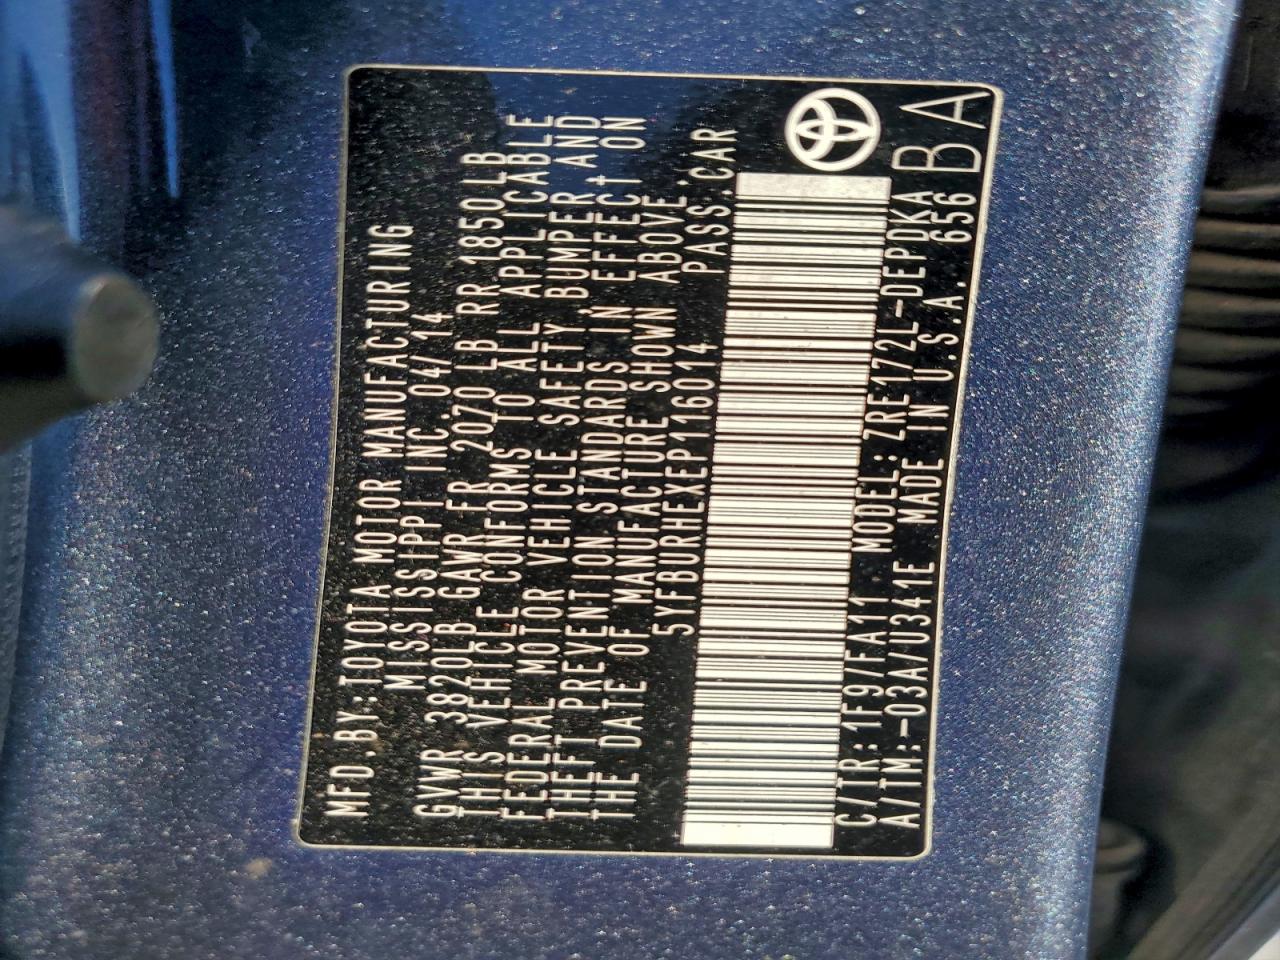 MFD.BY:TOYOTA MOTOR MANUFACTURING
MISSISSIPPI INC. 04/14
GVWR 3820LB GAWR FR 2070 LB RR 1850LB
THIS VEHICLE CONFORMS TO ALL APPLICABLE
FEDERAL MOTOR VEHICLE SAFETY, BUMPER AND
THEFT PREVENTION STANDARDS IN EFFECT ON
THE DATE OF MANUFACTURE SHOWN ABOVE.
5YFBURHEXEP116014 PASS.CAR
C/TR: 1F9/FA11 MODEL: ZRE172L-DEPDKA
A/TM:-03A/U341E MADE IN U.S.A. 656
BA